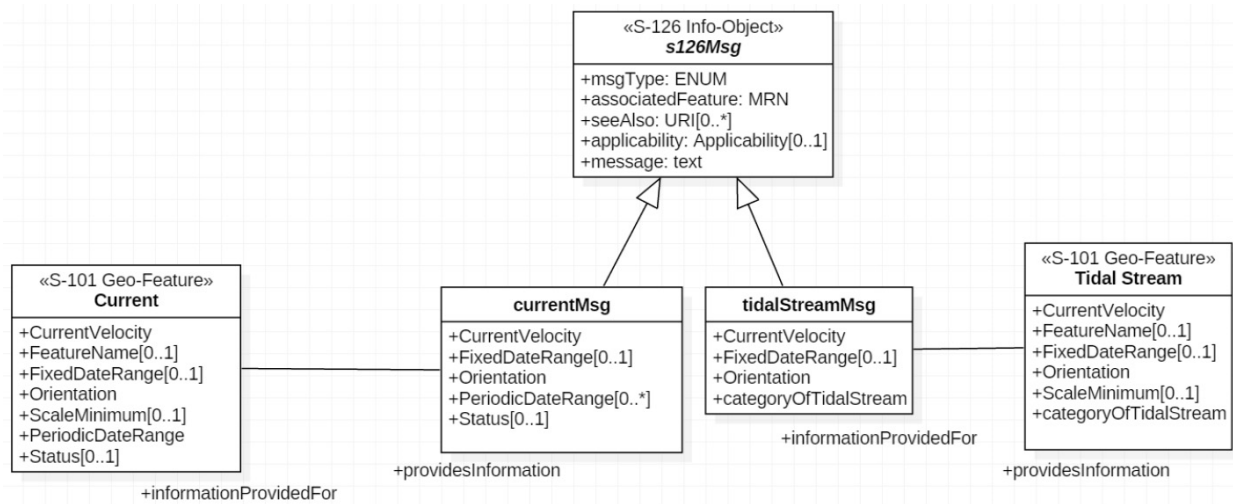 «S-126 Info-Object»
s126Msg
+msgType: ENUM
+associatedFeature: MRN
+seeAlso: URI[0..*]
+applicability: Applicability[0..1]
+message: text
«S-101 Geo-Feature»
Current
+CurrentVelocity
+FeatureName[0..1]
+FixedDateRange[0..1]
+Orientation
+ScaleMinimum[0..1]
+PeriodicDateRange
+Status[0..1]
currentMsg
+CurrentVelocity
+FixedDateRange[0..1]
+Orientation
+PeriodicDateRange[0..*]
+Status[0..1]
tidalStreamMsg
+CurrentVelocity
+FixedDateRange[0..1]
+Orientation
+categoryOfTidalStream
«S-101 Geo-Feature»
Tidal Stream
+CurrentVelocity
+FeatureName[0..1]
+FixedDateRange[0..1]
+Orientation
+ScaleMinimum[0..1]
+categoryOfTidalStream
+informationProvidedFor
+providesInformation
+informationProvidedFor
+providesInformation